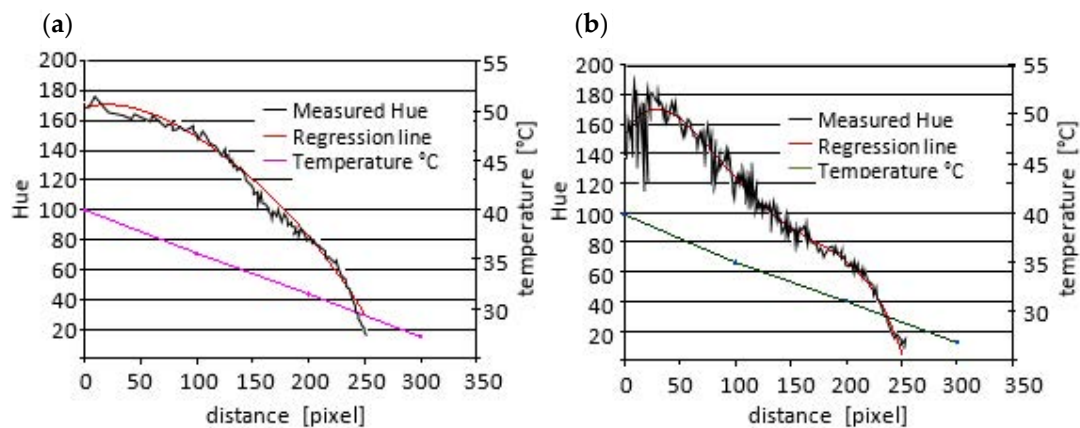 (a)
200
180
160
140
120
100
80
60
40
20
Hue
55
50
45
40
35
30
temperature [°C]
Measured Hue
Regression line
Temperature °C
0 50 100 150 200 250 300 350
distance [pixel]
(b)
200
180
160
140
120
100
80
60
40
20
0
Hue
55
50
45
40
35
30
temperature [°C]
Measured Hue
Regression line
Temperature °C
0 50 100 150 200 250 300 350
distance [pixel]